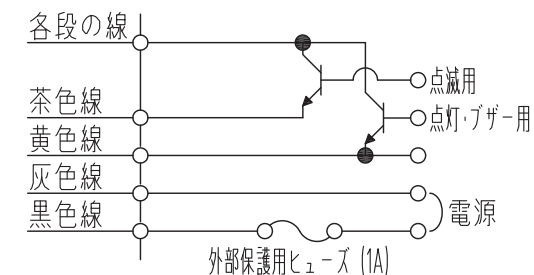 各段の線
点滅用
茶色線
点灯・ブザー用
黄色線
灰色線
黒色線
電源
外部保護用ヒューズ (1A)